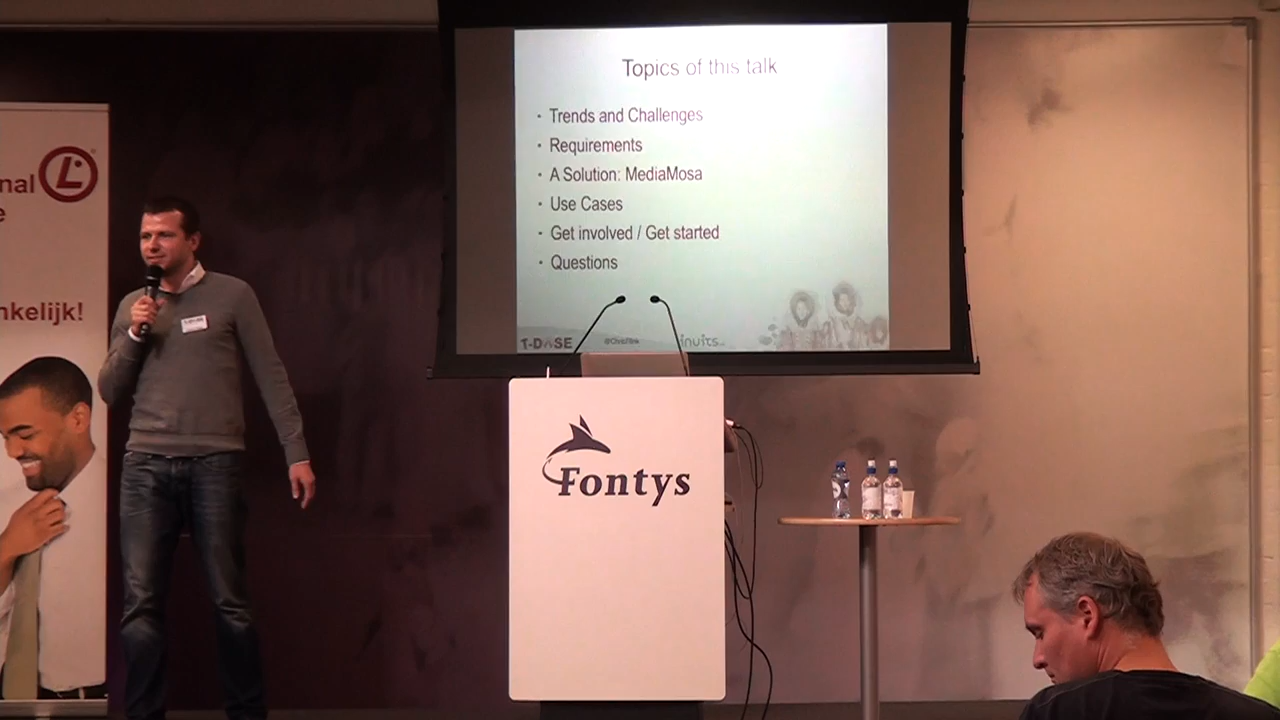 Topics of this talk
• Trends and Challenges
• Requirements
• A Solution: MediaMosa
• Use Cases
• Get involved / Get started
• Questions
T-DOSE
inuits
Fontys
nal
e
nkelijk!